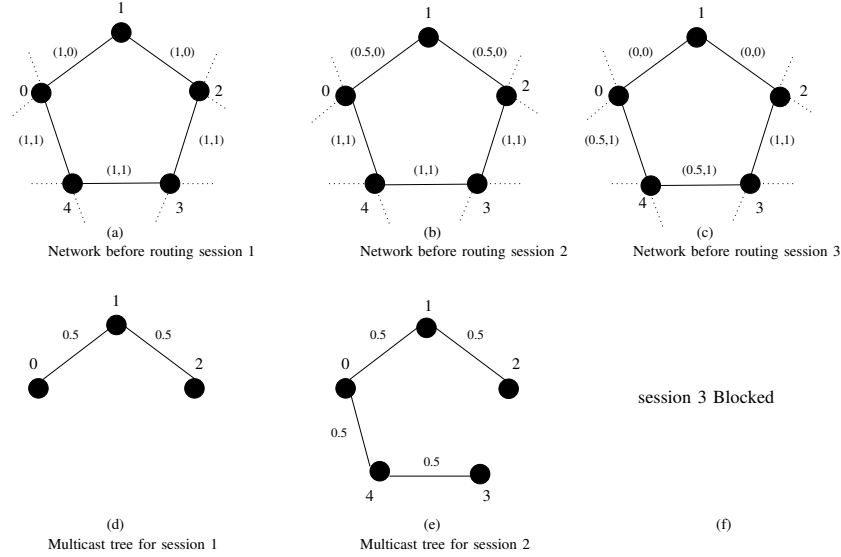 1
(1,0) (1,0)
0 2
(1,1) (1,1)
(1,1)
4 3
(a)
Network before routing session 1
1
(0.5,0) (0.5,0)
0 2
(1,1) (1,1)
(1,1)
4 3
(b)
Network before routing session 2
1
(0,0) (0,0)
0 2
(0.5,1) (1,1)
(0.5,1)
4 3
(c)
Network before routing session 3
1
0.5 0.5
0 2
(d)
Multicast tree for session 1
1
0.5 0.5
0 2
0.5
0.5
4 3
(e)
Multicast tree for session 2
session 3 Blocked
(f)